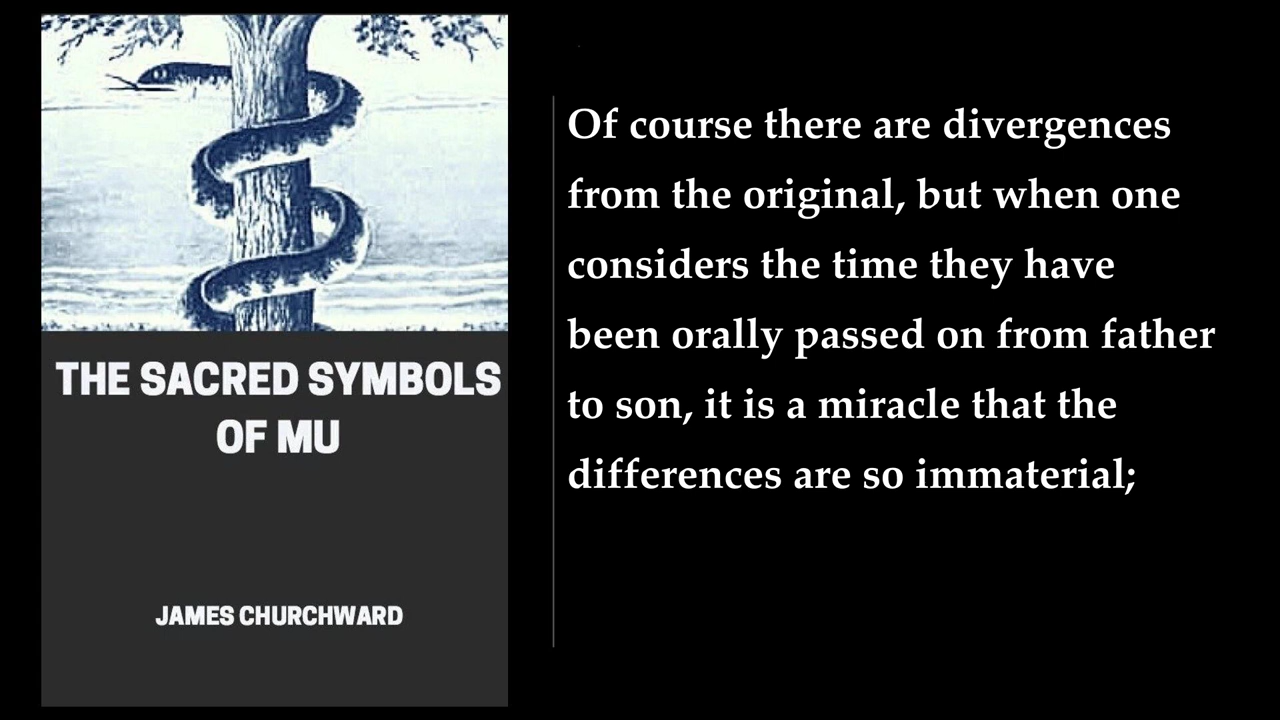 THE SACRED SYMBOLS
OF MU
JAMES CHURCHWARD
Of course there are divergences
from the original, but when one
considers the time they have
been orally passed on from father
to son, it is a miracle that the
differences are so immaterial;